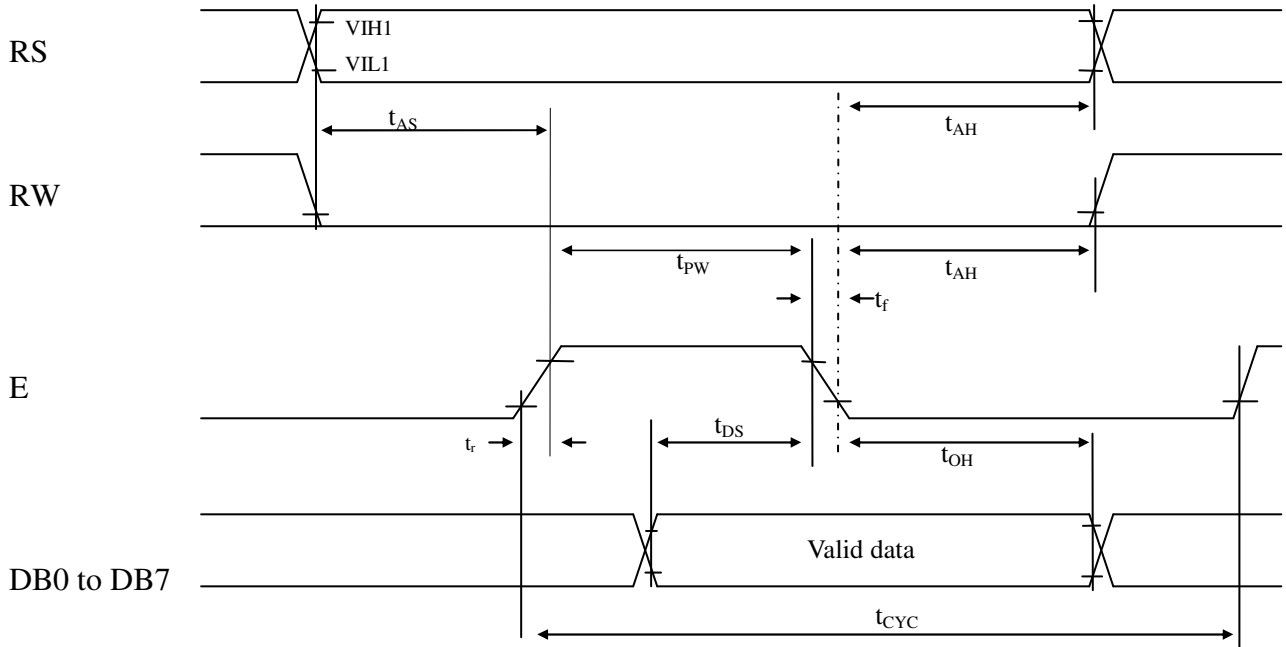 VIH1
RS
VIL1
tAS
tAH
RW
tPW
tAH
tf
E
tr
tDS
tOH
Valid data
DB0 to DB7
tCYC